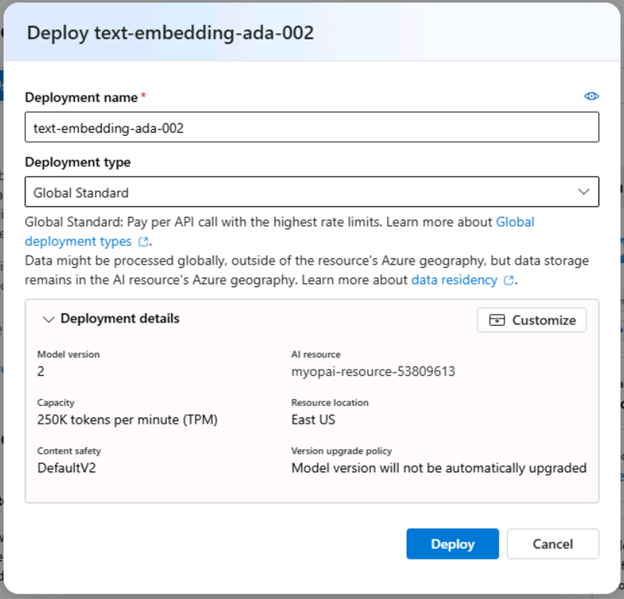 Deploy text-embedding-ada-002
Deployment name*
text-embedding-ada-002
Deployment type
Global Standard
Global Standard: Pay per API call with the highest rate limits. Learn more about Global
deployment types.
Data might be processed globally, outside of the resource's Azure geography, but data storage
remains in the AI resource's Azure geography. Learn more about data residency.
Deployment details
Customize
Model version
2
AI resource
myopai-resource-53809613
Capacity
250K tokens per minute (TPM)
Resource location
East US
Content safety
DefaultV2
Version upgrade policy
Model version will not be automatically upgraded
Deploy
Cancel